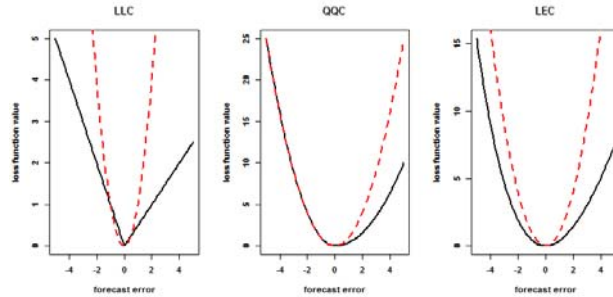 LLC
loss function value
0 1 2 3 4 5
-4 -2 0 2 4
forecast error
QQC
loss function value
0 5 10 15 20 25
-4 -2 0 2 4
forecast error
LEC
loss function value
0 5 10 15
-4 -2 0 2 4
forecast error